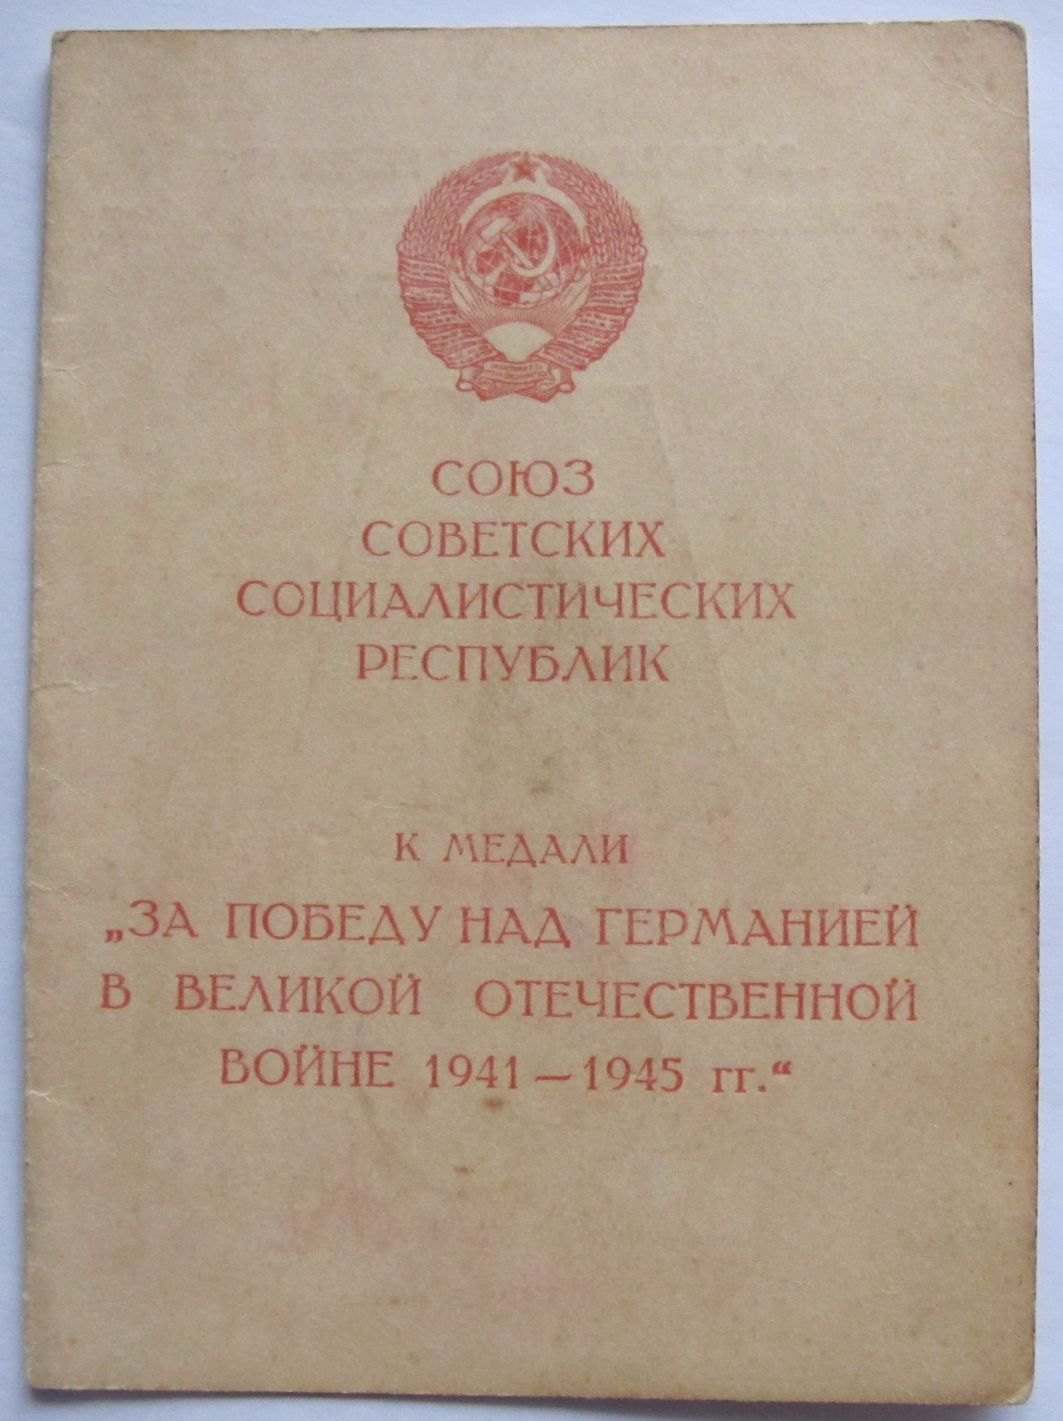 СОЮЗ
СОВЕТСКИХ
СОЦИАЛИСТИЧЕСКИХ
РЕСПУБЛИК
К МЕДАЛИ
„ЗА ПОБЕДУ НАД ГЕРМАНИЕЙ
В ВЕЛИКОЙ ОТЕЧЕСТВЕННОЙ
ВОЙНЕ 1941—1945 гг.“